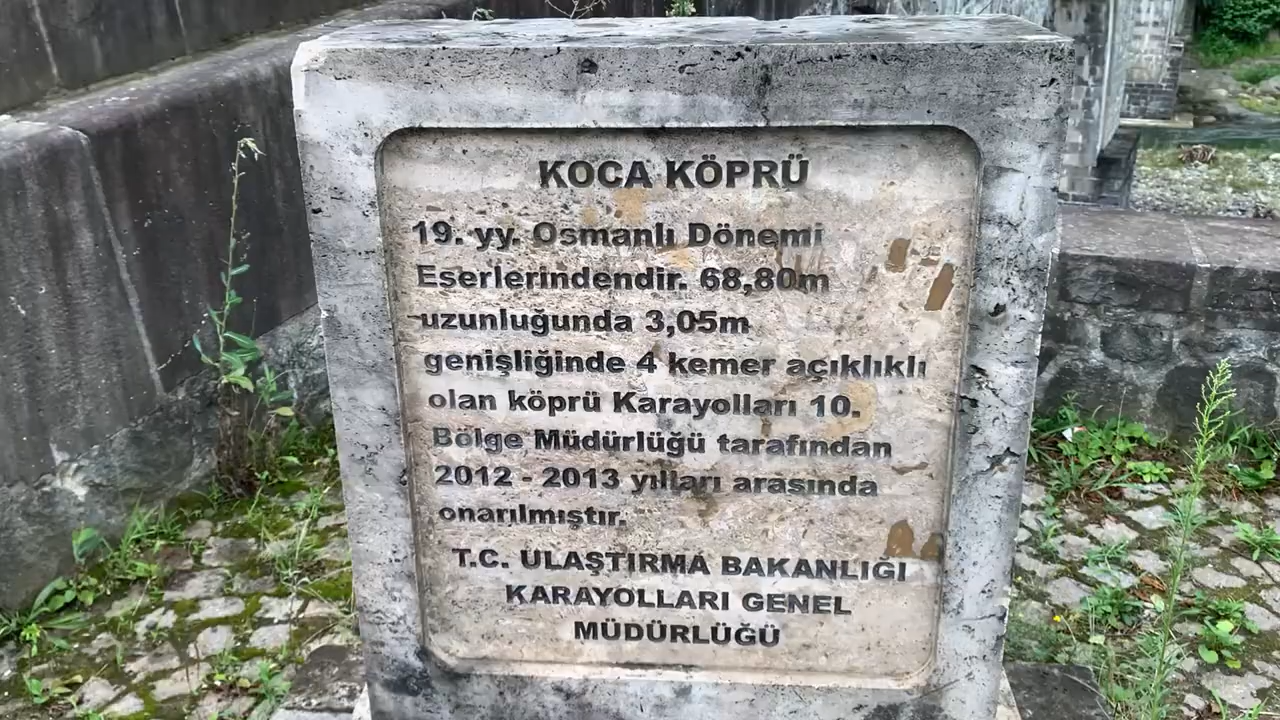 KOCA KÖPRÜ
19. yy. Osmanlı Dönemi
Eserlerindendir. 68,80m
uzunluğunda 3,05m
genişliğinde 4 kemer açıklıklı
olan köprü Karayolları 10.
Bölge Müdürlüğü tarafından
2012 - 2013 yılları arasında
onarılmıştır.
T.C. ULAŞTIRMA BAKANLIĞI
KARAYOLLARI GENEL
MÜDÜRLÜĞÜ